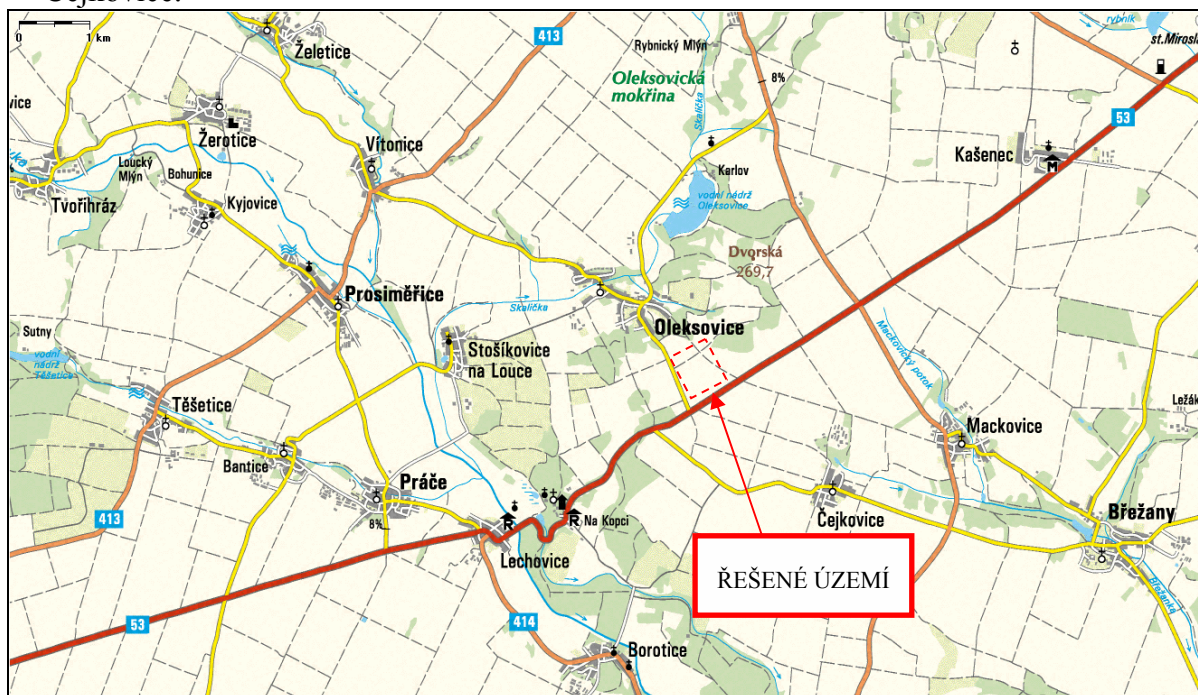 Čejkovice.
0 1 km
Želetice
413
Rybnický Mlýn
rybník
st.Mirosla
Oleksovická
mokřina
8%
Skalička
53
vice
Žerotice
Vítonice
Kašenec
M
Loucký
Mlýn
Bohunice
Karlov
Tvořihráz
Kyjovice
vodní nádrž
Oleksovice
Dvorská
269,7
Prosiměřice
Skalička
Oleksovice
Sutny
vodní
nádrž
Těšetice
Stošíkovice
na Louce
Mackovický potok
Těšetice
Ležák
Mackovice
Bantice
Práče
Čejkovice
Břežany
413
8%
R
R
Na Kopci
Lechovice
ŘEŠENÉ ÚZEMÍ
Břežanka
53
414
Borotice